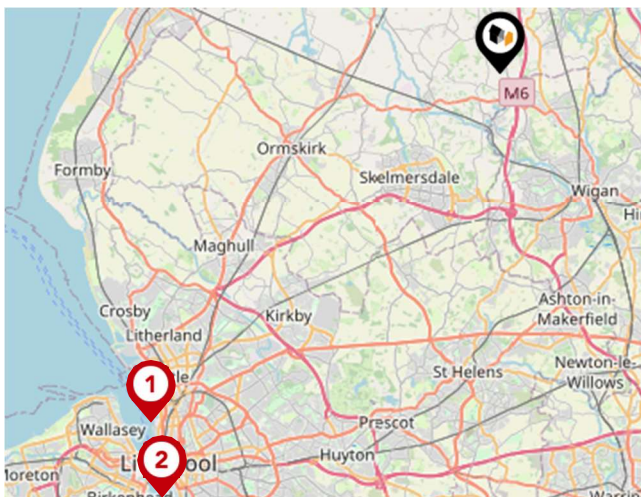 M6
Ormskirk
Formby
Skelmersdale
Wigan
Maghull
Crosby
Kirkby
Ashton-in-
Makerfield
Litherland
Newton-le-
Willows
St Helens
1
Wallasey
Prescot
Huyton
2